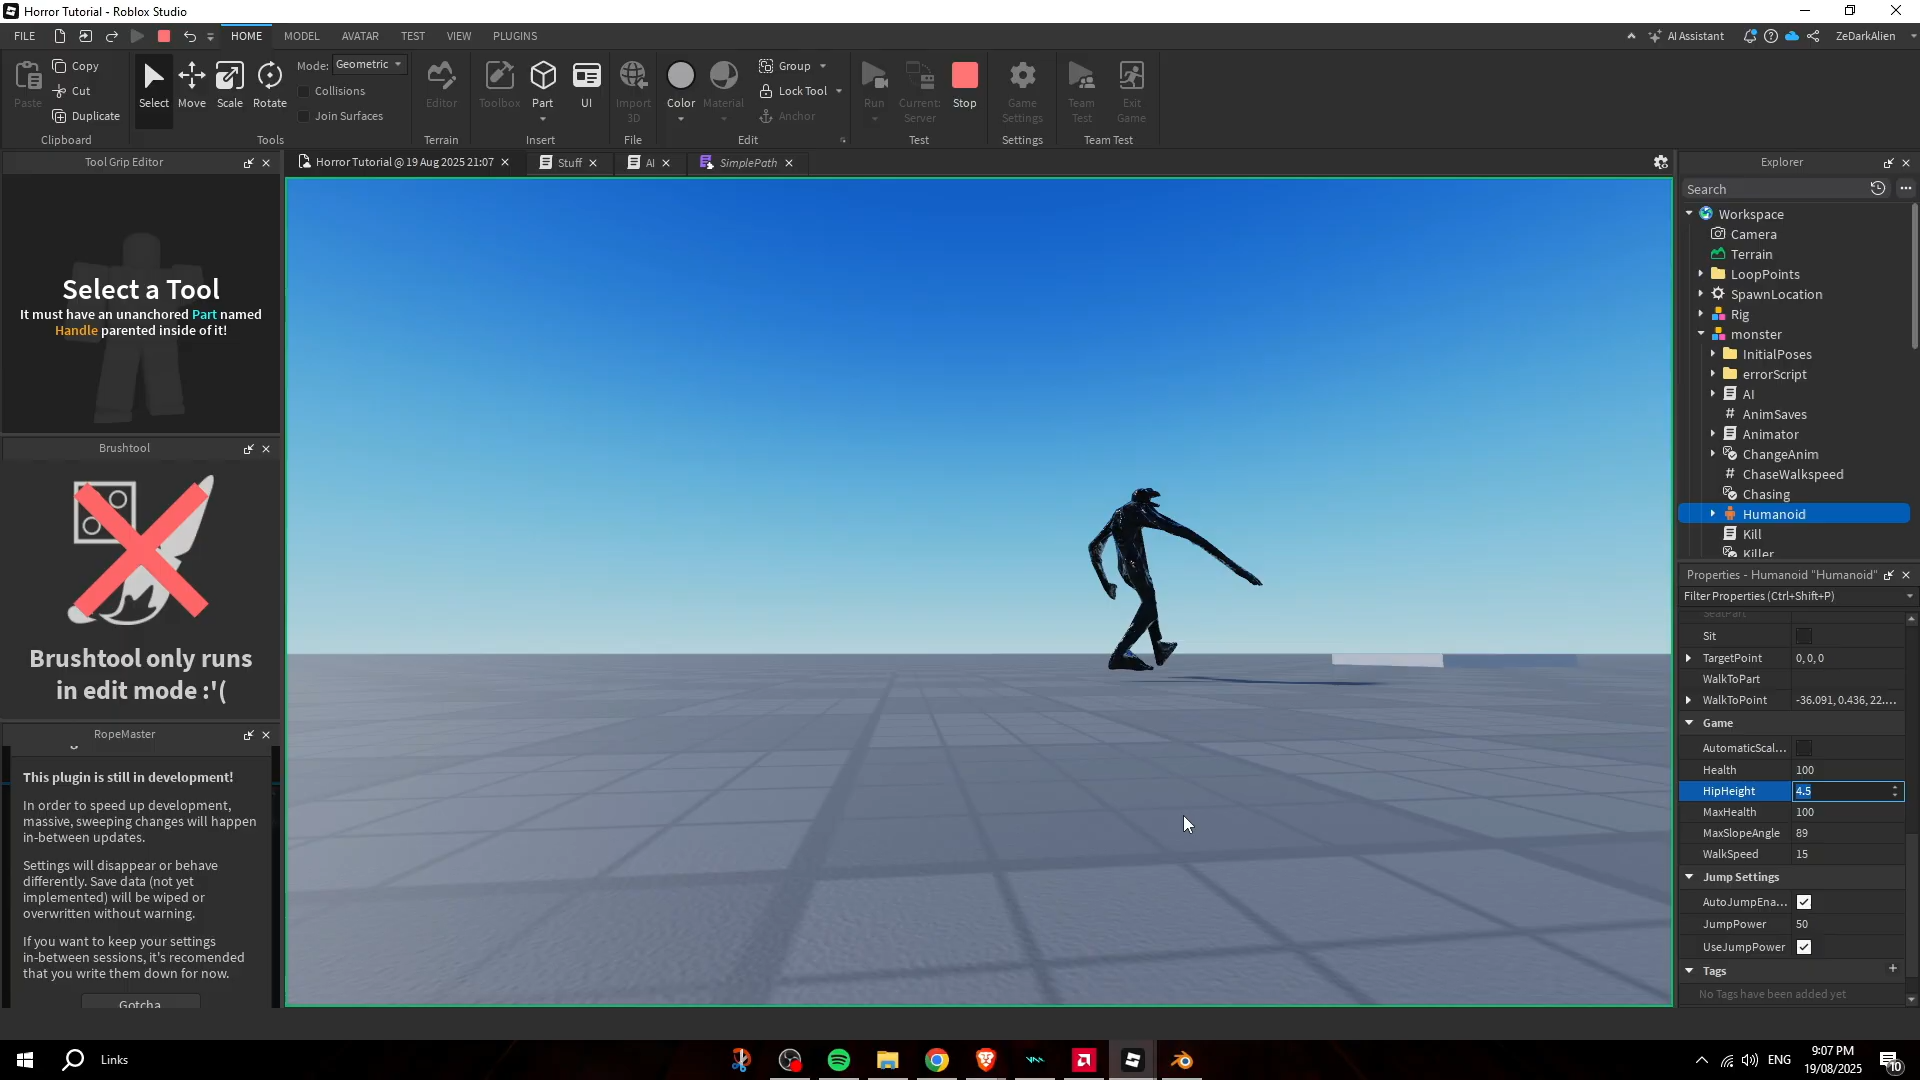 Horror Tutorial - Roblox Studio
FILE
HOME
MODEL
AVATAR
TEST
VIEW
PLUGINS
AI Assistant
ZeDarkAlien
Paste
Copy
Cut
Duplicate
Clipboard
Select
Move
Scale
Rotate
Mode:
Geometric
Collisions
Join Surfaces
Tools
Editor
Terrain
Toolbox
Part
UI
Insert
Import
3D
File
Color
Material
Group
Lock Tool
Anchor
Edit
Run
Current:
Server
Stop
Test
Game
Settings
Settings
Team
Test
Exit
Game
Team Test
Tool Grip Editor
Select a Tool
It must have an unanchored Part named
Handle parented inside of it!
Brushtool
Brushtool only runs
in edit mode :'(
RopeMaster
This plugin is still in development!
In order to speed up development,
massive, sweeping changes will happen
in-between updates.
Settings will disappear or behave
differently. Save data (not yet
implemented) will be wiped or
overwritten without warning.
If you want to keep your settings
in-between sessions, it's recomended
that you write them down for now.
Gotcha
Horror Tutorial @ 19 Aug 2025 21:07
Stuff
AI
SimplePath
Explorer
Search
Workspace
Camera
Terrain
LoopPoints
SpawnLocation
Rig
monster
InitialPoses
errorScript
AI
AnimSaves
Animator
ChangeAnim
ChaseWalkspeed
Chasing
Humanoid
Kill
Killer
Properties - Humanoid "Humanoid"
Filter Properties (Ctrl+Shift+P)
SeatPart
Sit
TargetPoint 0, 0, 0
WalkToPart
WalkToPoint -36.091, 0.436, 22....
Game
AutomaticScal...
Health 100
HipHeight 4.5
MaxHealth 100
MaxSlopeAngle 89
WalkSpeed 15
Jump Settings
AutoJumpEna...
JumpPower 50
UseJumpPower
Tags
No Tags have been added yet
Links
ENG
9:07 PM
19/08/2025
10